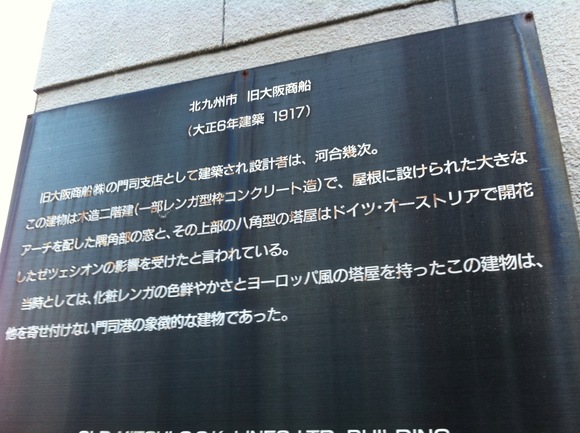 北九州市 旧大阪商船
(大正6年建築 1917)
旧大阪商船㈱の門司支店として建築され設計者は、河合幾次。
この建物は木造二階建(一部レンガ型枠コンクリート造)で、屋根に設けられた大きな
アーチを配した隅角部の窓と、その上部の八角型の塔屋はドイツ・オーストリアで開花
したゼツェシオンの影響を受けたと言われている。
当時としては、化粧レンガの色鮮やかさとヨーロッパ風の塔屋を持ったこの建物は、
他を寄せ付けない門司港の象徴的な建物であった。
LINES LTD. BUILDING